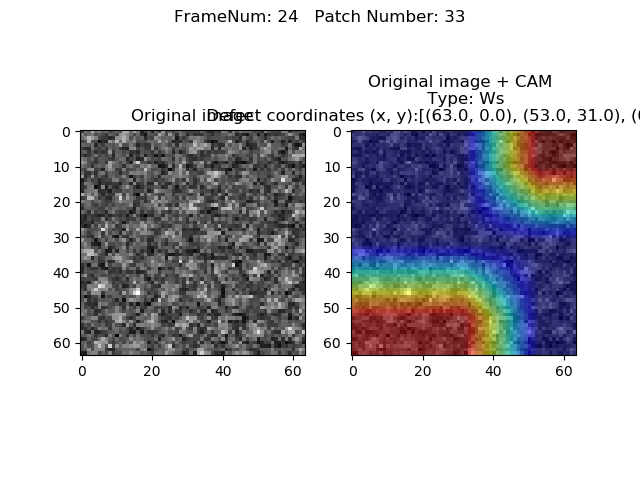 FrameNum: 24   Patch Number: 33
Original image + CAM
Type: Ws
Original image
Defect coordinates (x, y):[(63.0, 0.0), (53.0, 31.0), (
0
10
20
30
40
50
60
0 20 40 60
0
10
20
30
40
50
60
0 20 40 60